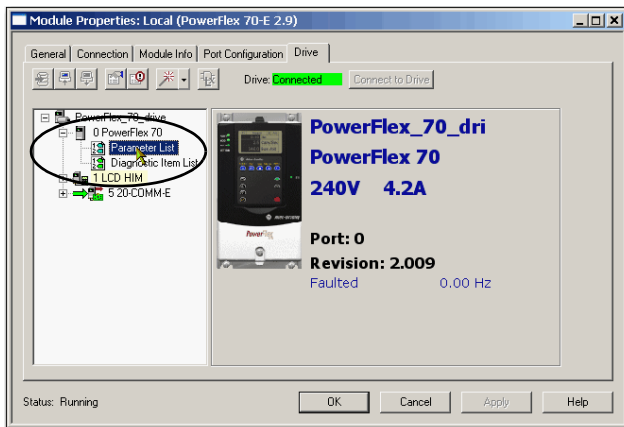 Module Properties: Local (PowerFlex 70-E 2.9)
General Connection Module Info Port Configuration Drive
Drive: Connected Connect to Drive
PowerFlex_70_drive
0 PowerFlex 70
Parameter List
Diagnostic Item List
1 LCD HIM
5 20-COMM-E
PowerFlex
PowerFlex_70_dri
PowerFlex 70
240V 4.2A
Port: 0
Revision: 2.009
Faulted 0.00 Hz
Status: Running
OK Cancel Apply Help